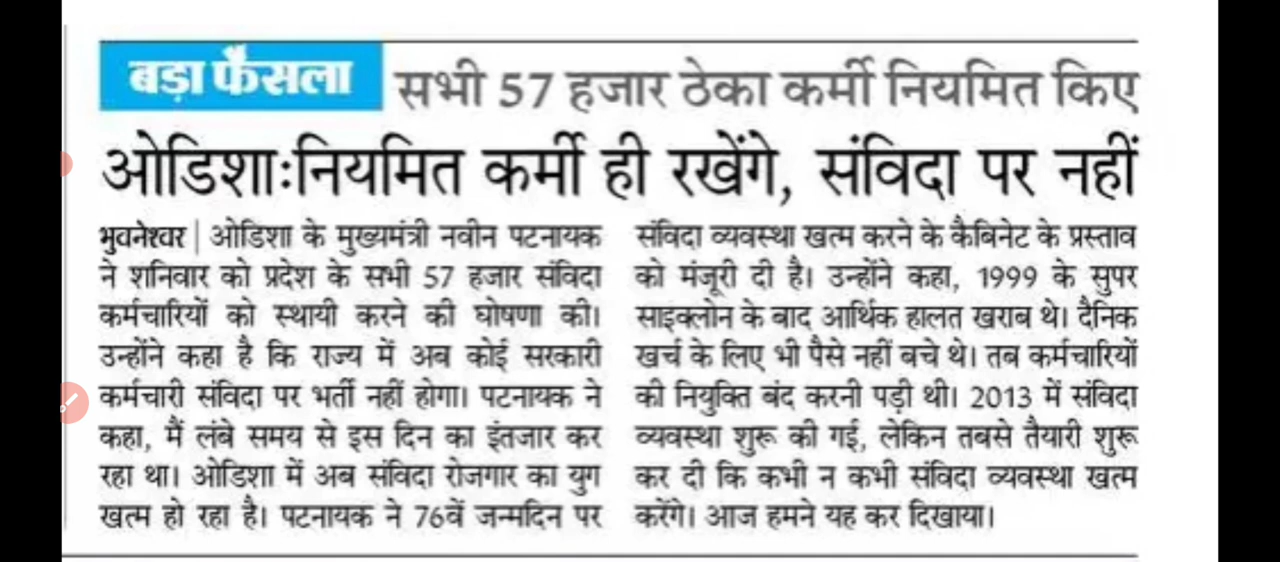 बड़ा फैसला
सभी 57 हजार ठेका कर्मी नियमित किए
ओडिशाःनियमित कर्मी ही रखेंगे, संविदा पर नहीं
भुवनेश्वर | ओडिशा के मुख्यमंत्री नवीन पटनायक
ने शनिवार को प्रदेश के सभी 57 हजार संविदा
कर्मचारियों को स्थायी करने की घोषणा की।
उन्होंने कहा है कि राज्य में अब कोई सरकारी
कर्मचारी संविदा पर भर्ती नहीं होगा। पटनायक ने
कहा, मैं लंबे समय से इस दिन का इंतजार कर
रहा था। ओडिशा में अब संविदा रोजगार का युग
खत्म हो रहा है। पटनायक ने 76वें जन्मदिन पर
संविदा व्यवस्था खत्म करने के कैबिनेट के प्रस्ताव
को मंजूरी दी है। उन्होंने कहा, 1999 के सुपर
साइक्लोन के बाद आर्थिक हालत खराब थे। दैनिक
खर्च के लिए भी पैसे नहीं बचे थे। तब कर्मचारियों
की नियुक्ति बंद करनी पड़ी थी। 2013 में संविदा
व्यवस्था शुरू की गई, लेकिन तबसे तैयारी शुरू
कर दी कि कभी न कभी संविदा व्यवस्था खत्म
करेंगे। आज हमने यह कर दिखाया।